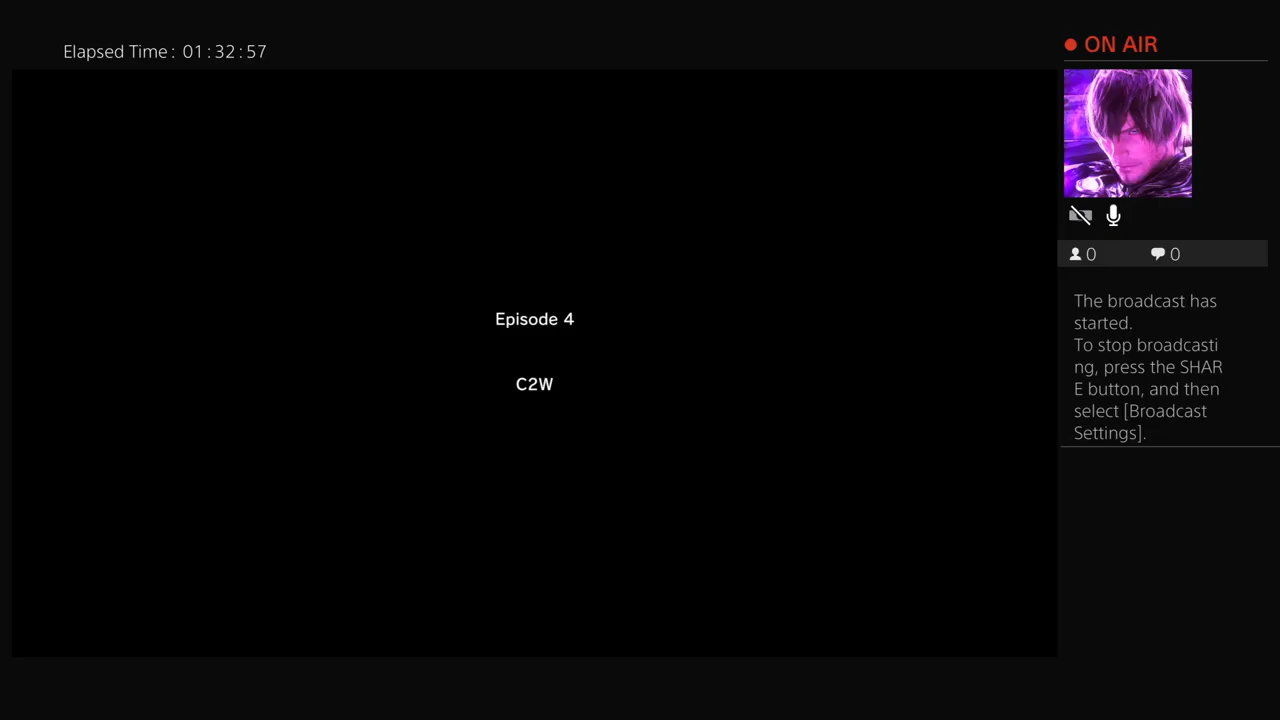 Elapsed Time: 01:32:57
ON AIR
0 0
Episode 4
C2W
The broadcast has
started.
To stop broadcasti
ng, press the SHAR
E button, and then
select [Broadcast
Settings].